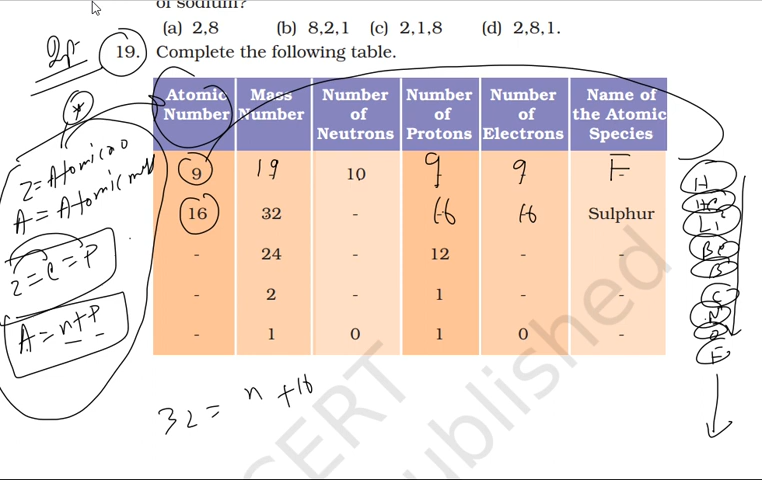 of sodium?
(a) 2,8 (b) 8,2,1 (c) 2,1,8 (d) 2,8,1.
19. Complete the following table.
Atomic Number Mass Number Number of Neutrons Number of Protons Number of Electrons Name of the Atomic Species
9 19 10 9 9 F
16 32 - 16 16 Sulphur
- 24 - 12 - -
- 2 - 1 - -
- 1 0 1 0 -
Z = Atomic no
A = Atomic mass
Z = e = P
A = n + P
32 = n + 16
H
He
Li
Be
B
C
N
O
F
NCERT
published